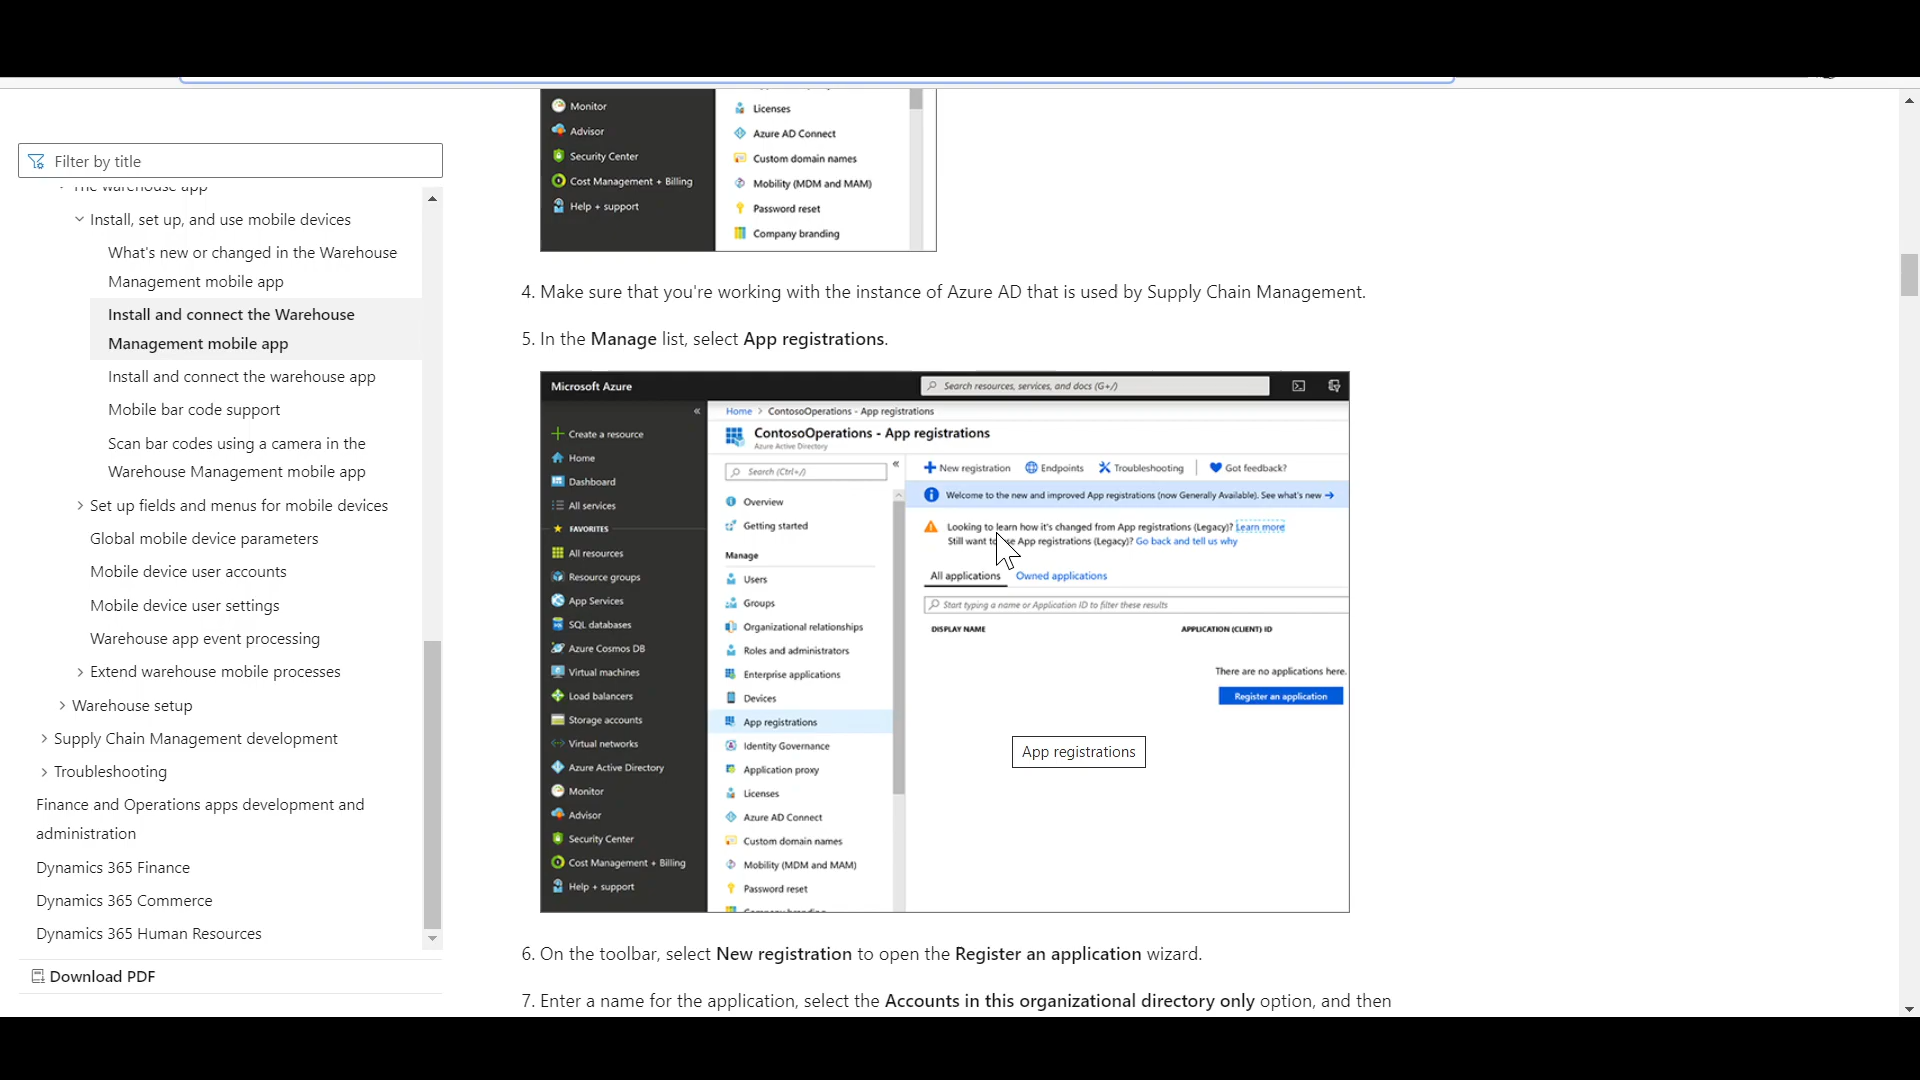 Filter by title
The warehouse app
Install, set up, and use mobile devices
What's new or changed in the Warehouse
Management mobile app
Install and connect the Warehouse
Management mobile app
Install and connect the warehouse app
Mobile bar code support
Scan bar codes using a camera in the
Warehouse Management mobile app
Set up fields and menus for mobile devices
Global mobile device parameters
Mobile device user accounts
Mobile device user settings
Warehouse app event processing
Extend warehouse mobile processes
Warehouse setup
Supply Chain Management development
Troubleshooting
Finance and Operations apps development and
administration
Dynamics 365 Finance
Dynamics 365 Commerce
Dynamics 365 Human Resources
Download PDF
Monitor
Advisor
Security Center
Cost Management + Billing
Help + support
Licenses
Azure AD Connect
Custom domain names
Mobility (MDM and MAM)
Password reset
Company branding
4. Make sure that you're working with the instance of Azure AD that is used by Supply Chain Management.
5. In the Manage list, select App registrations.
Microsoft Azure
Search resources, services, and docs (G+/)
Create a resource
Home
Dashboard
All services
FAVORITES
All resources
Resource groups
App Services
SQL databases
Azure Cosmos DB
Virtual machines
Load balancers
Storage accounts
Virtual networks
Azure Active Directory
Monitor
Advisor
Security Center
Cost Management + Billing
Help + support
Home > ContosoOperations - App registrations
ContosoOperations - App registrations
Azure Active Directory
Search (Ctrl+/)
Overview
Getting started
Manage
Users
Groups
Organizational relationships
Roles and administrators
Enterprise applications
Devices
App registrations
Identity Governance
Application proxy
Licenses
Azure AD Connect
Custom domain names
Mobility (MDM and MAM)
Password reset
Company branding
New registration
Endpoints
Troubleshooting
Got feedback?
Welcome to the new and improved App registrations (now Generally Available). See what's new →
Looking to learn how it's changed from App registrations (Legacy)? Learn more
Still want to use App registrations (Legacy)? Go back and tell us why
All applications
Owned applications
Start typing a name or Application ID to filter these results
DISPLAY NAME
APPLICATION (CLIENT) ID
There are no applications here.
Register an application
App registrations
6. On the toolbar, select New registration to open the Register an application wizard.
7. Enter a name for the application, select the Accounts in this organizational directory only option, and then